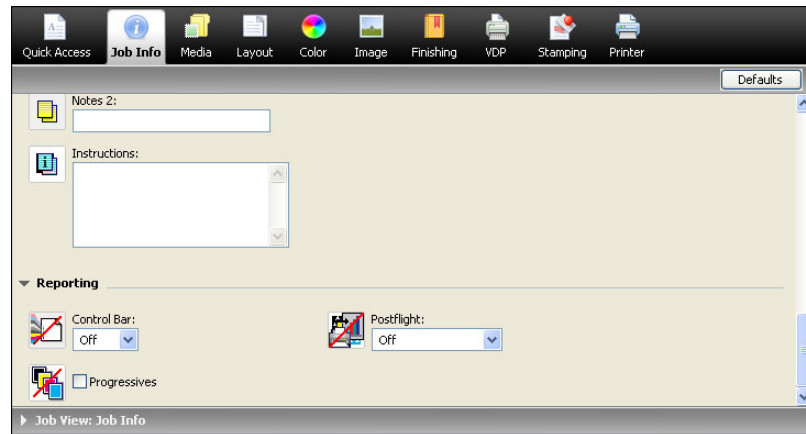 Quick Access Job Info Media Layout Color Image Finishing VDP Stamping Printer
Defaults
Notes 2:
Instructions:
Reporting
Control Bar: Postflight:
Off Off
Progressives
Job View: Job Info